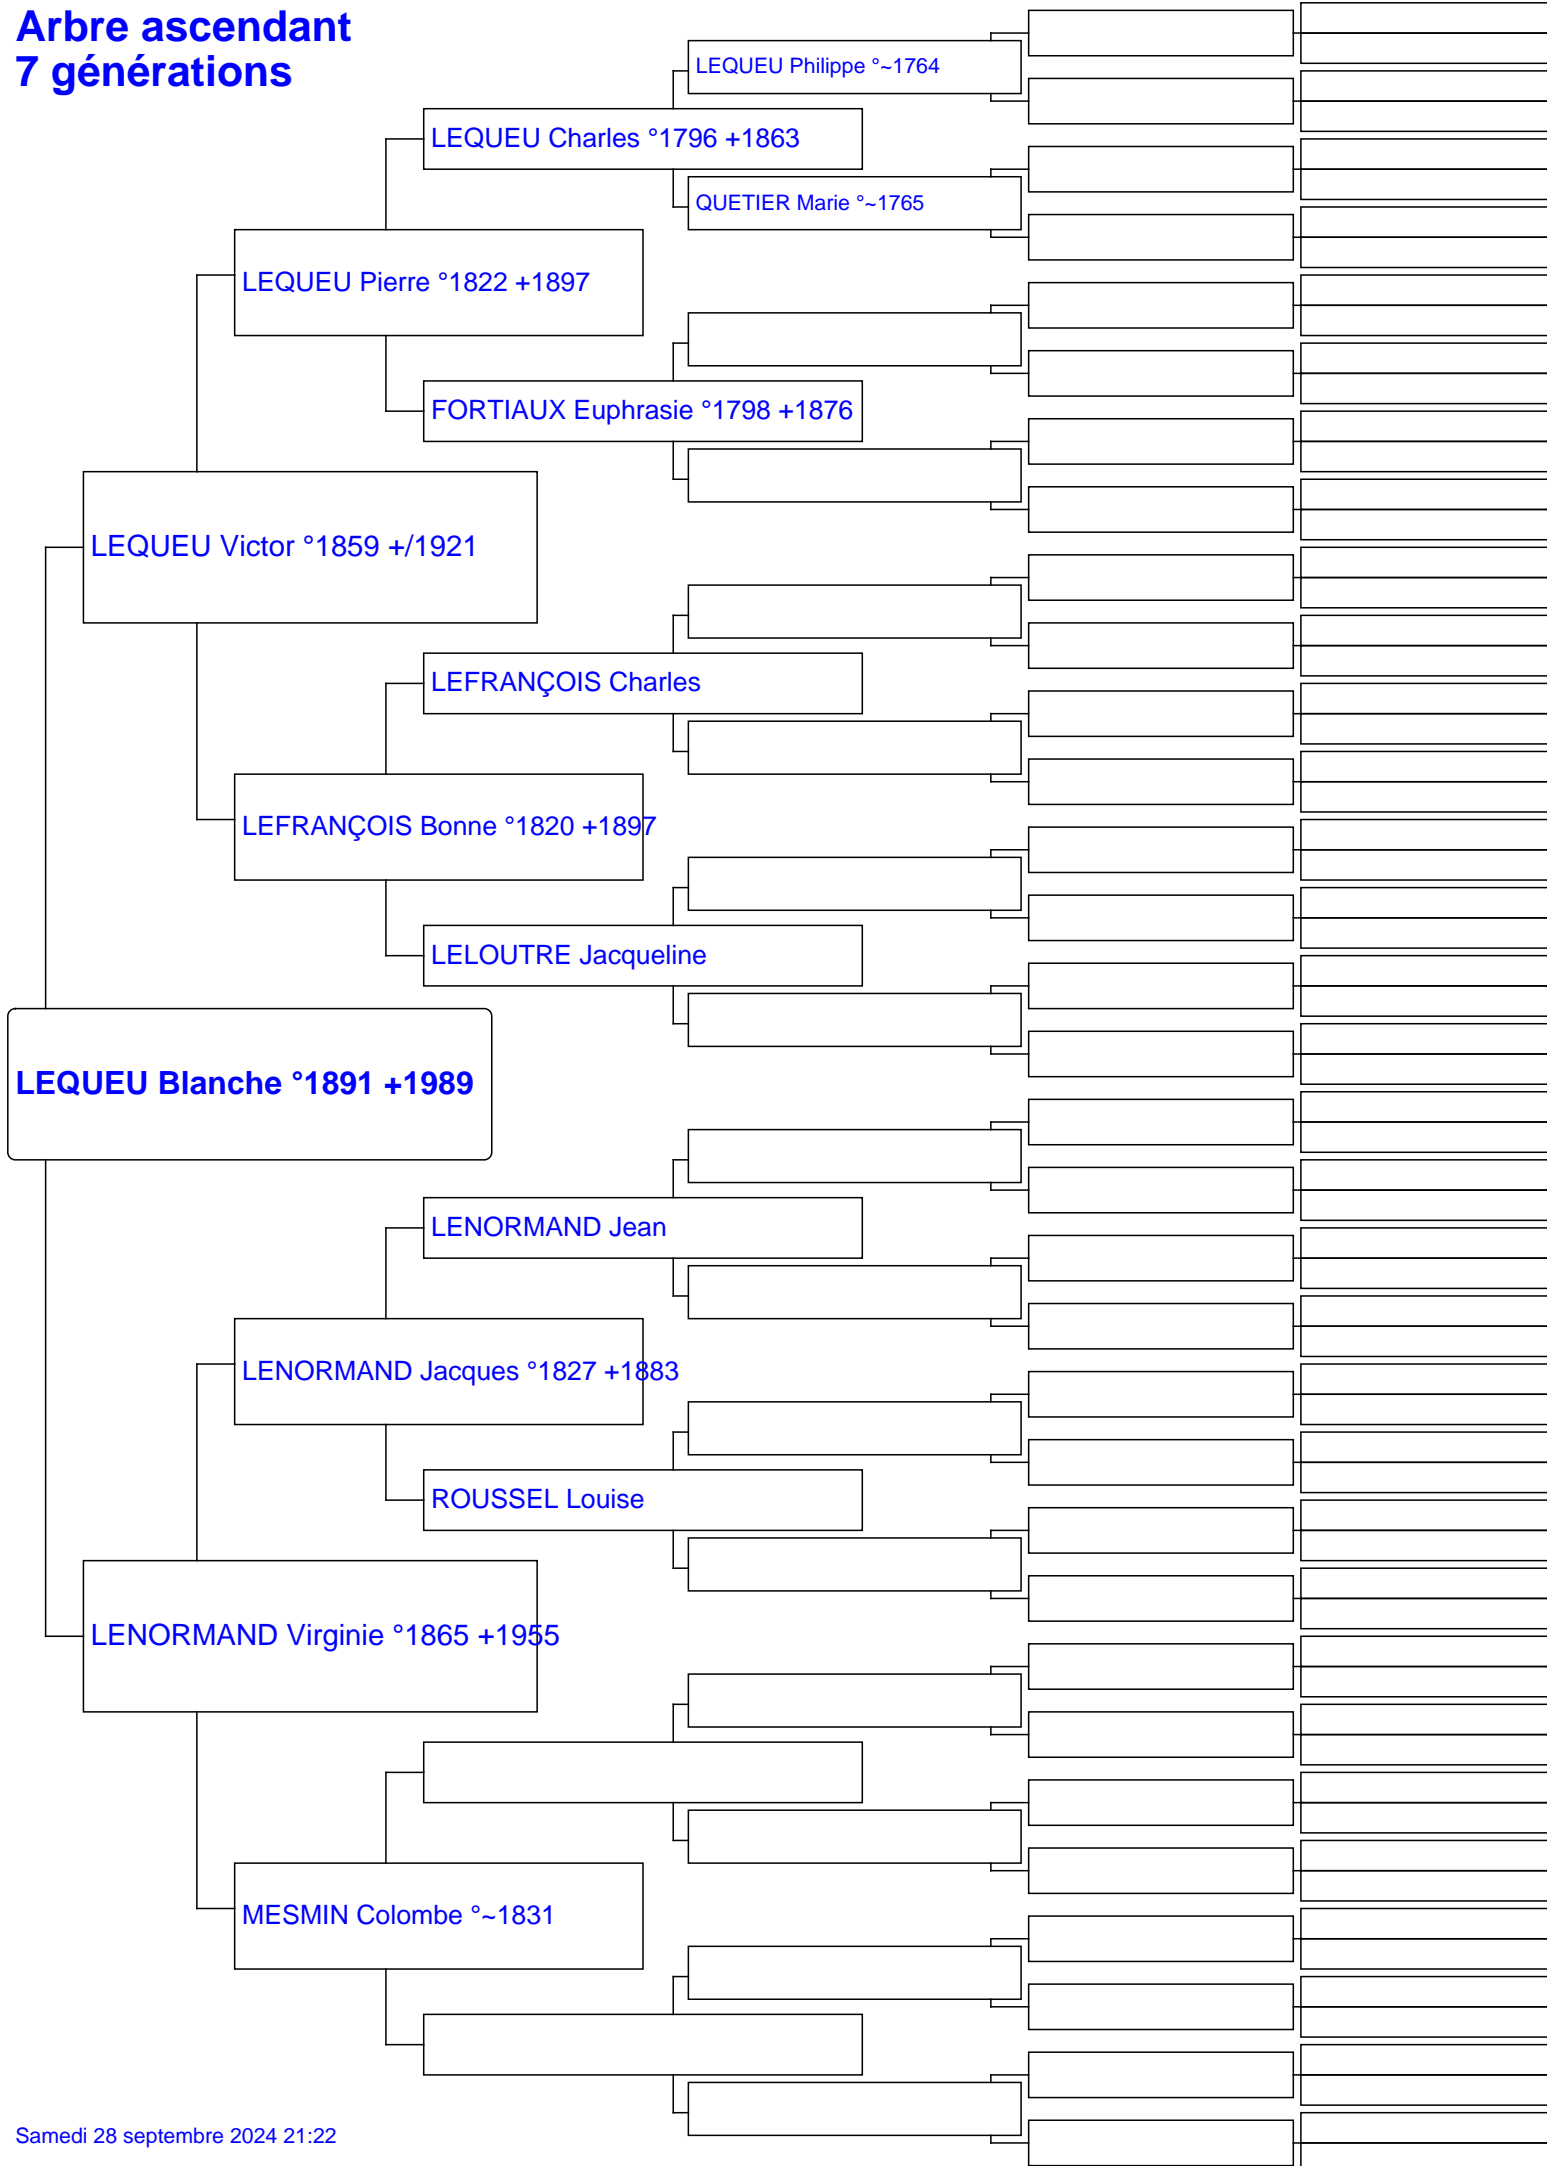 Arbre ascendant
7 générations
LEQUEU Philippe °~1764
LEQUEU Charles °1796 +1863
QUETIER Marie °~1765
LEQUEU Pierre °1822 +1897
FORTIAUX Euphrasie °1798 +1876
LEQUEU Victor °1859 +/1921
LEFRANÇOIS Charles
LEFRANÇOIS Bonne °1820 +1897
LELOUTRE Jacqueline
LEQUEU Blanche °1891 +1989
LENORMAND Jean
LENORMAND Jacques °1827 +1883
ROUSSEL Louise
LENORMAND Virginie °1865 +1955
MESMIN Colombe °~1831
Samedi 28 septembre 2024 21:22